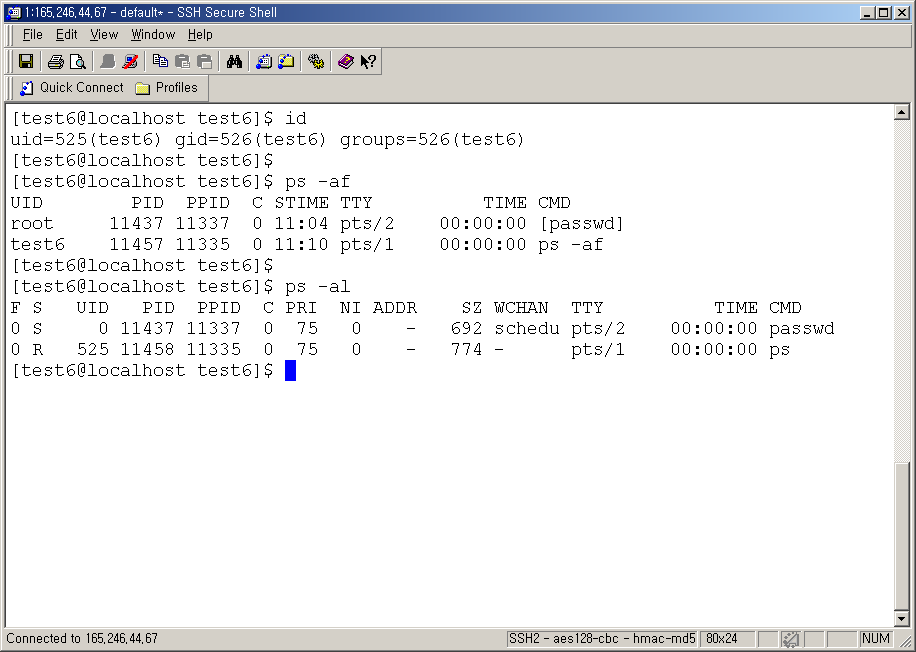 1:165,246,44,67 - default* - SSH Secure Shell
File Edit View Window Help
Quick Connect Profiles
[test6@localhost test6]$ id
uid=525(test6) gid=526(test6) groups=526(test6)
[test6@localhost test6]$
[test6@localhost test6]$ ps -af
UID        PID  PPID  C STIME TTY          TIME CMD
root     11437 11337  0 11:04 pts/2    00:00:00 [passwd]
test6    11457 11335  0 11:10 pts/1    00:00:00 ps -af
[test6@localhost test6]$
[test6@localhost test6]$ ps -al
F S   UID   PID  PPID  C PRI  NI ADDR    SZ WCHAN  TTY          TIME CMD
0 S     0 11437 11337  0  75   0    -   692 schedu pts/2    00:00:00 passwd
0 R   525 11458 11335  0  75   0    -   774 -      pts/1    00:00:00 ps
[test6@localhost test6]$
Connected to 165,246,44,67 SSH2 - aes128-cbc - hmac-md5 80x24 NUM